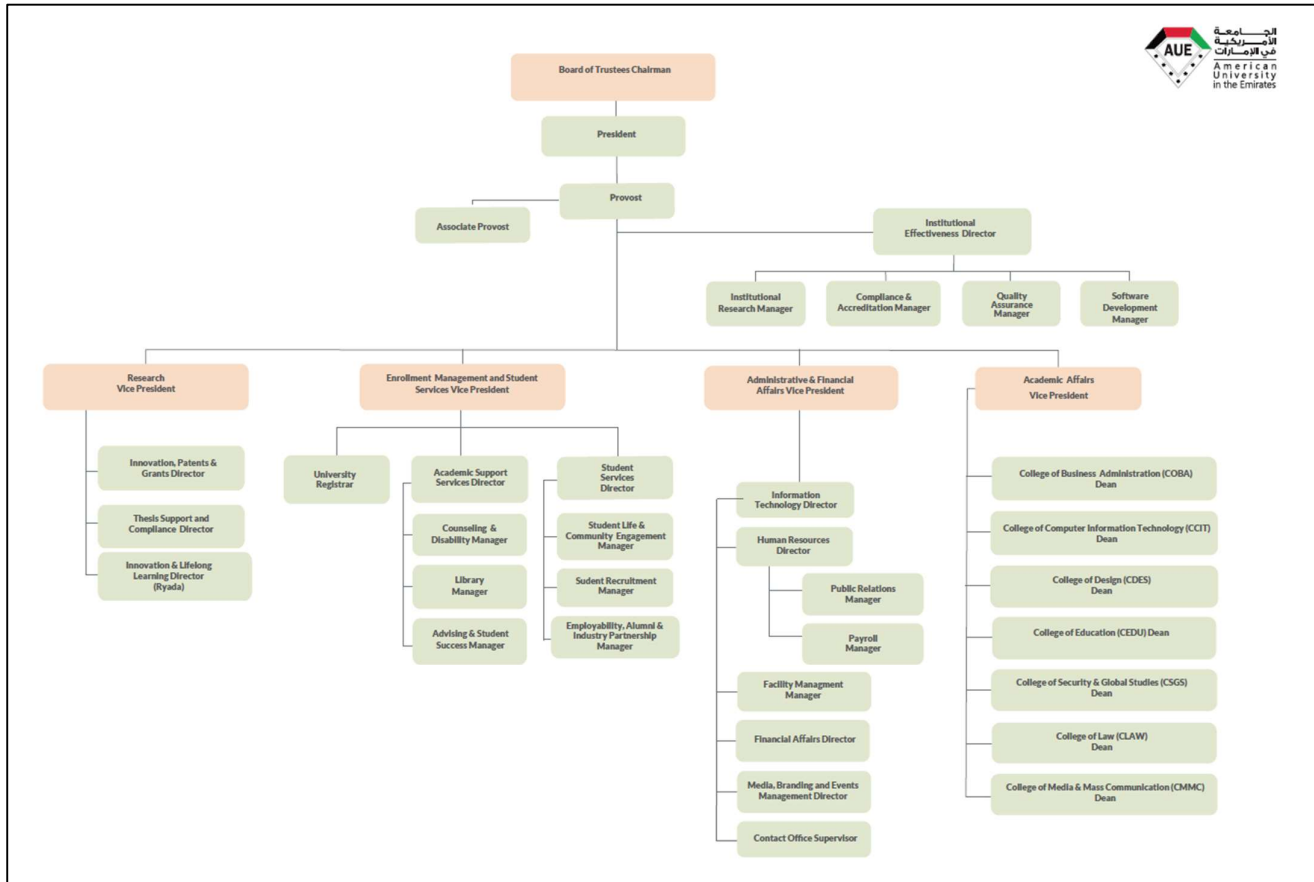 الجـــامعـة
الأمـــريكيـة
في الإمارات
AUE
American
University
in the Emirates
Board of Trustees Chairman
President
Provost
Associate Provost
Institutional
Effectiveness Director
Institutional
Research Manager
Compliance &
Accreditation Manager
Quality
Assurance
Manager
Software
Development
Manager
Research
Vice President
Enrollment Management and Student
Services Vice President
Administrative & Financial
Affairs Vice President
Academic Affairs
Vice President
Innovation, Patents &
Grants Director
Thesis Support and
Compliance Director
Innovation & Lifelong
Learning Director
(Ryada)
University
Registrar
Academic Support
Services Director
Counseling &
Disability Manager
Library
Manager
Advising & Student
Success Manager
Student
Services
Director
Student Life &
Community Engagement
Manager
Sudent Recruitment
Manager
Employability, Alumni &
Industry Partnership
Manager
Information
Technology Director
Human Resources
Director
Public Relations
Manager
Payroll
Manager
Facility Managment
Manager
Financial Affairs Director
Media, Branding and Events
Management Director
Contact Office Supervisor
College of Business Administration (COBA)
Dean
College of Computer Information Technology (CCIT)
Dean
College of Design (CDES)
Dean
College of Education (CEDU) Dean
College of Security & Global Studies (CSGS)
Dean
College of Law (CLAW)
Dean
College of Media & Mass Communication (CMMC)
Dean